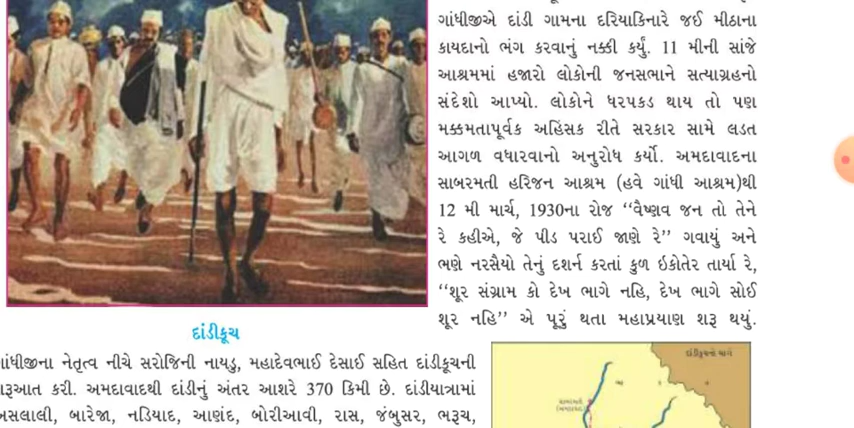 ગાંધીજીએ દાંડી ગામના દરિયાકિનારે જઈ મીઠાના
કાયદાનો ભંગ કરવાનું નક્કી કર્યું. 11 મીની સાંજે
આશ્રમમાં હજારો લોકોની જનસભાને સત્યાગ્રહનો
સંદેશો આપ્યો. લોકોને ધરપકડ થાય તો પણ
મક્કમતાપૂર્વક અહિંસક રીતે સરકાર સામે લડત
આગળ વધારવાનો અનુરોધ કર્યો. અમદાવાદના
સાબરમતી હરિજન આશ્રમ (હવે ગાંધી આશ્રમ)થી
12 મી માર્ચ, 1930ના રોજ “વૈષ્ણવ જન તો તેને
રે કહીએ, જે પીડ પરાઈ જાણે રે” ગવાયું અને
ભણે નરસૈયો તેનું દર્શન કરતાં કુળ ઇકોતેર તાર્યા રે,
“શૂર સંગ્રામ કો દેખ ભાગે નહિ, દેખ ભાગે સોઈ
શૂર નહિ” એ પૂરું થતા મહાપ્રયાણ શરૂ થયું.
દાંડીકૂચ
ગાંધીજીના નેતૃત્વ નીચે સરોજિની નાયડુ, મહાદેવભાઈ દેસાઈ સહિત દાંડીકૂચની
શરૂઆત કરી. અમદાવાદથી દાંડીનું અંતર આશરે 370 કિમી છે. દાંડીયાત્રામાં
અસલાલી, બારેજા, નડિયાદ, આણંદ, બોરીઆવી, રાસ, જંબુસર, ભરૂચ,
દાંડીકૂચનો માર્ગ